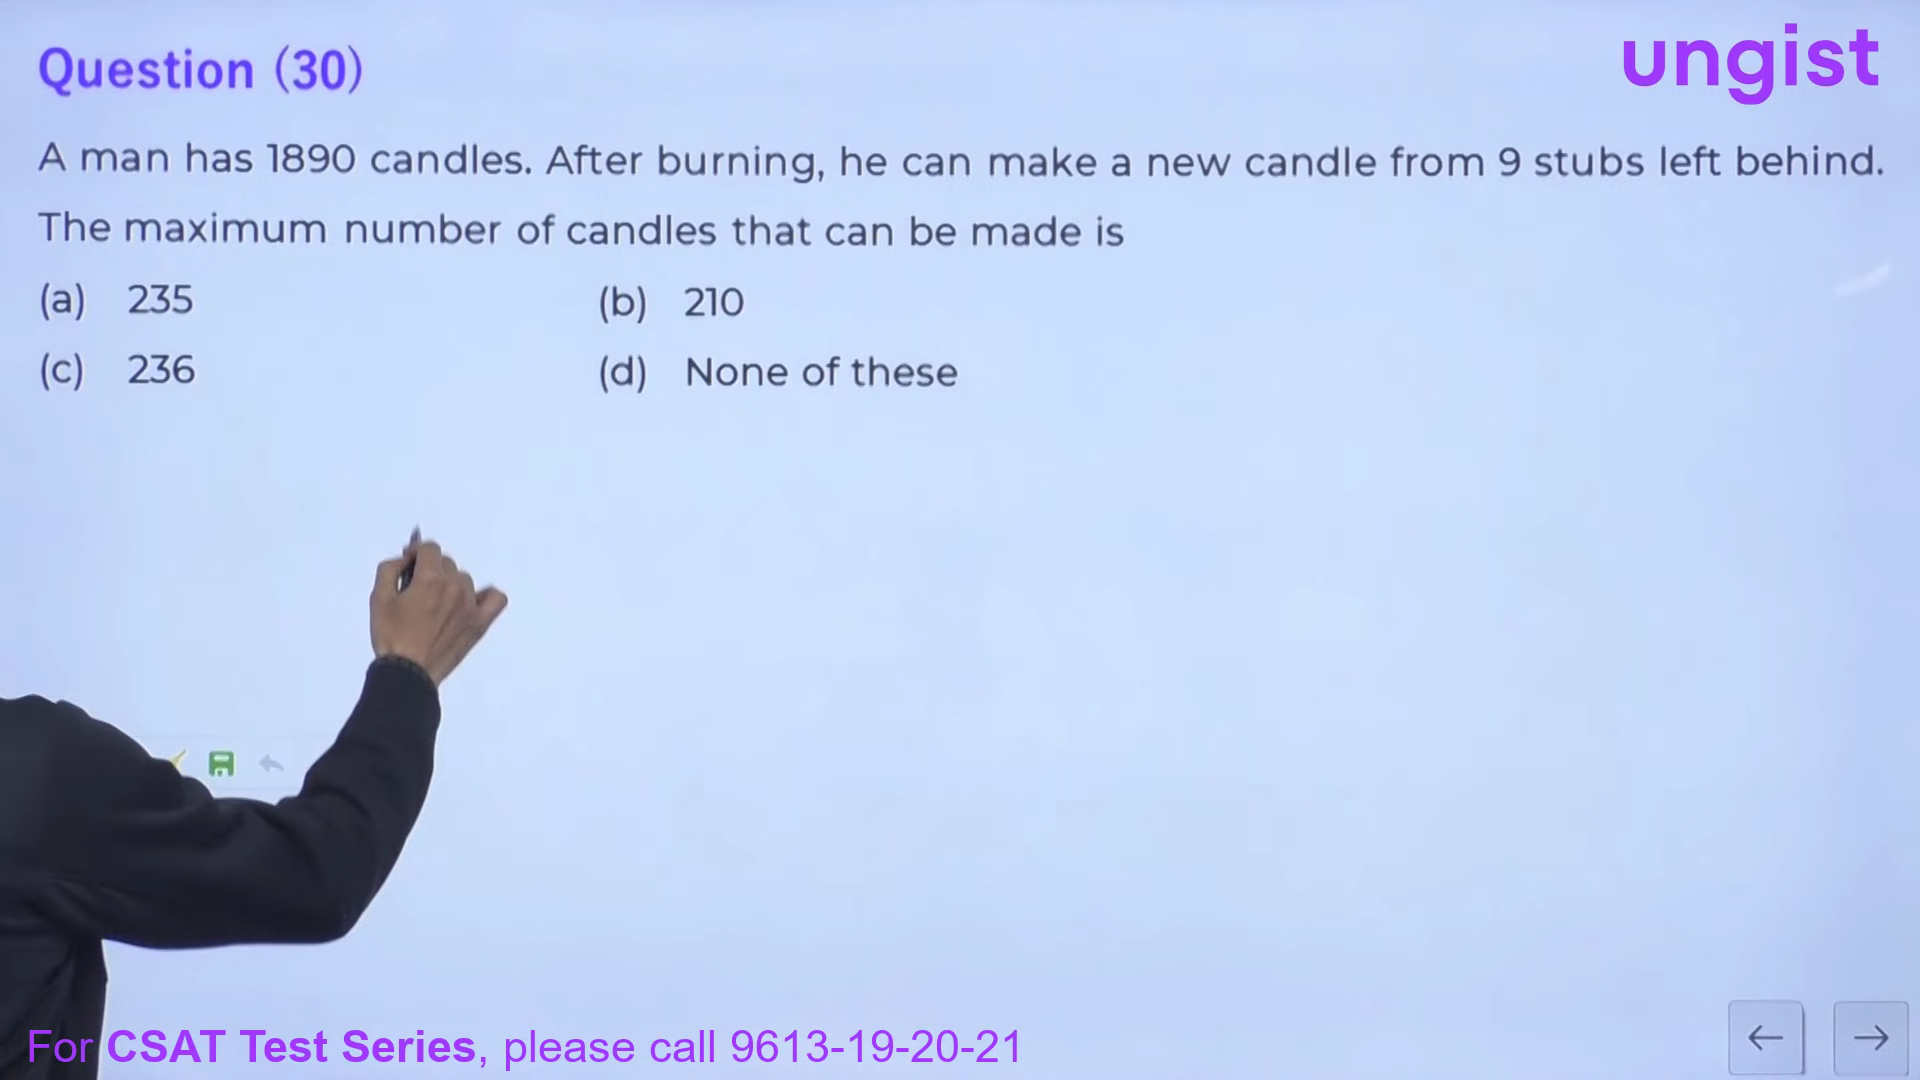 Question (30)
ungist
A man has 1890 candles. After burning, he can make a new candle from 9 stubs left behind.
The maximum number of candles that can be made is
(a) 235
(b) 210
(c) 236
(d) None of these
For CSAT Test Series, please call 9613-19-20-21